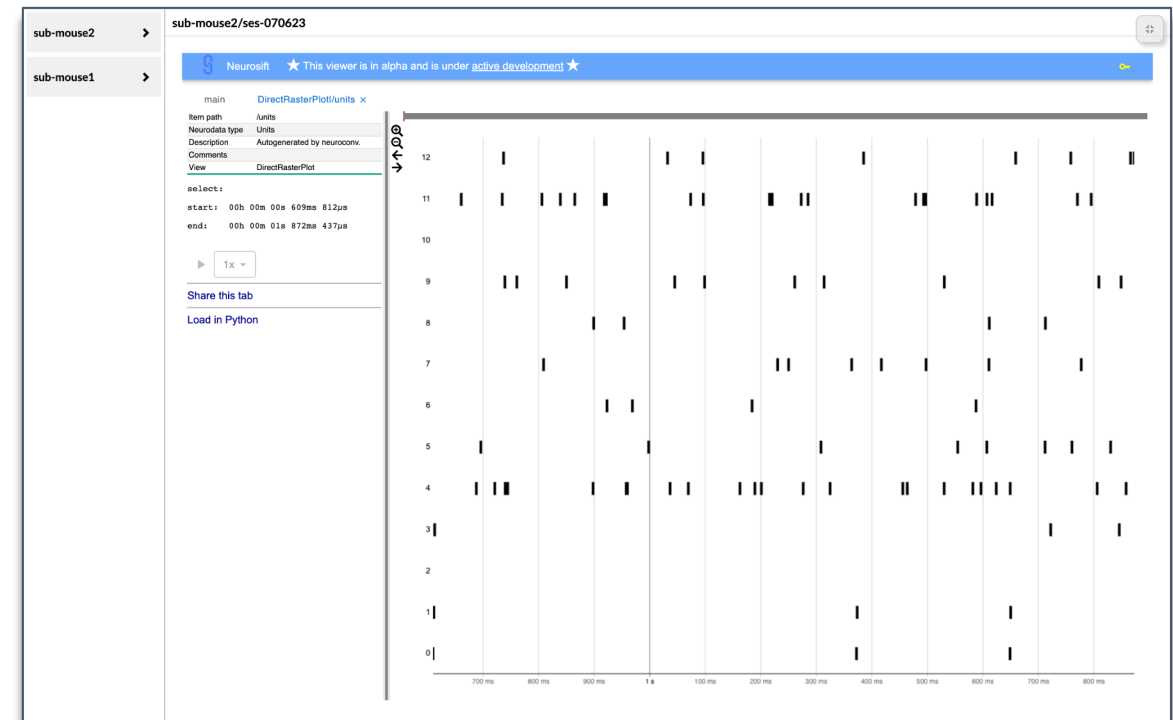 sub-mouse2
sub-mouse1
sub-mouse2/ses-070623
Neurosift ★ This viewer is in alpha and is under active development ★
main DirectRasterPlotI/units ×
Item path /units
Neurodata type Units
Description Autogenerated by neuroconv.
Comments
View DirectRasterPlot
select:
start: 00h 00m 00s 609ms 812µs
end: 00h 00m 01s 872ms 437µs
1x
Share this tab
Load in Python
12
11
10
9
8
7
6
5
4
3
2
1
0
700 ms 800 ms 900 ms 1 s 100 ms 200 ms 300 ms 400 ms 500 ms 600 ms 700 ms 800 ms